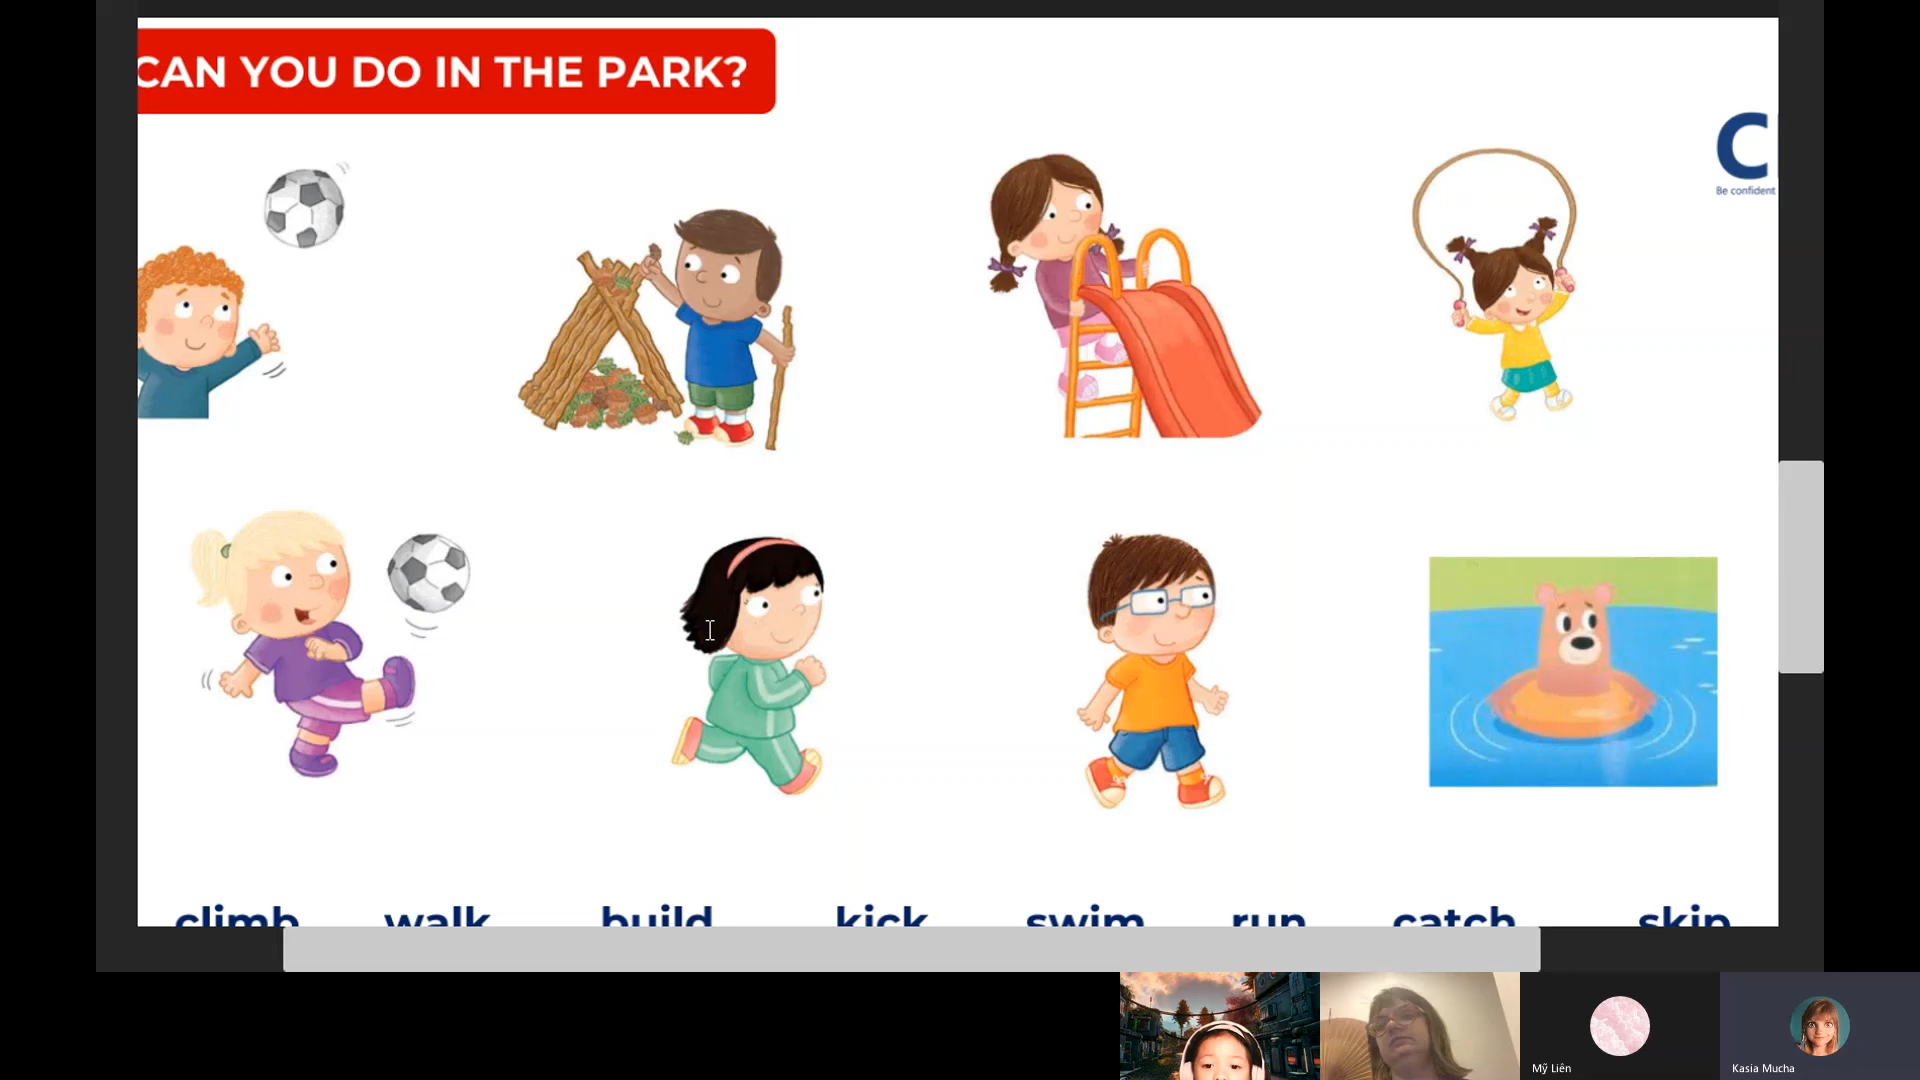 CAN YOU DO IN THE PARK?
C
Be confident
climb walk build kick swim run catch skip
Mỹ Liên
Kasia Mucha